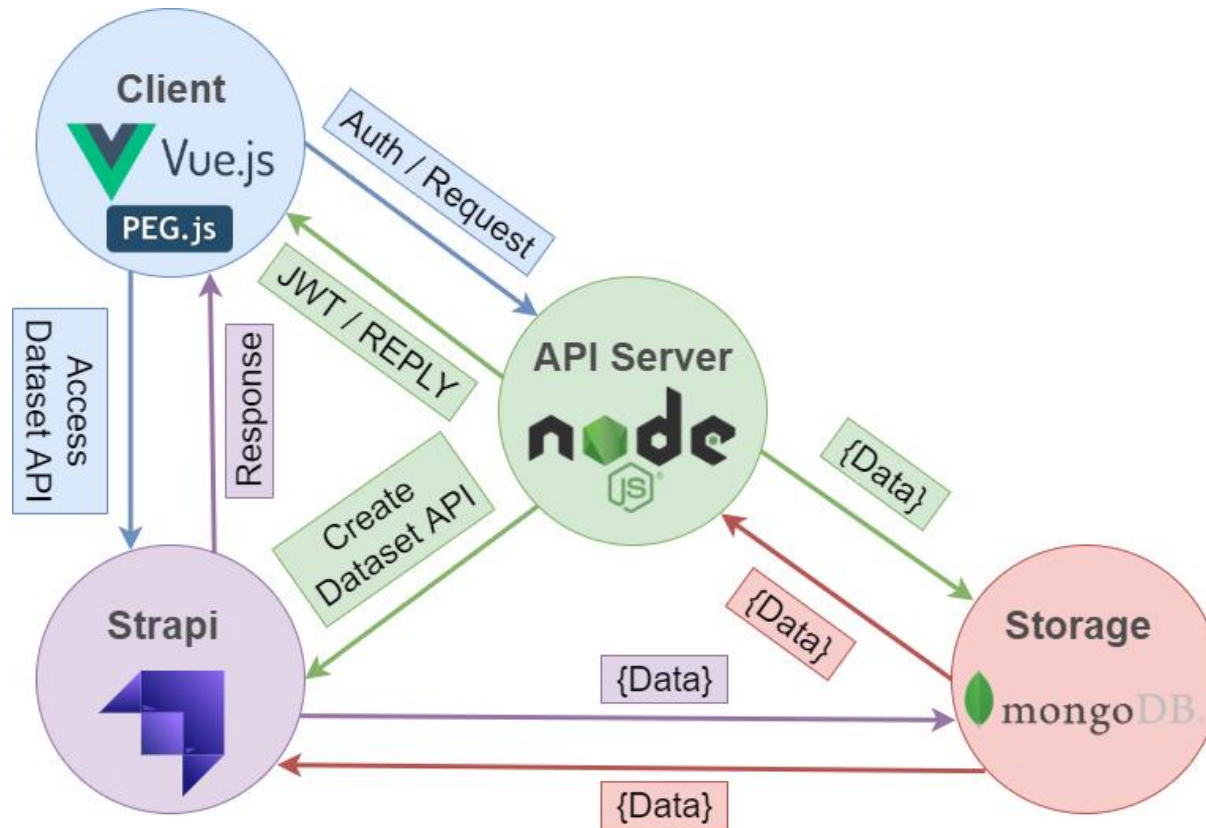 Client
Vue.js
PEG.js
Auth / Request
JWT / REPLY
Access
Dataset API
Response
API Server
node
JS
Create
Dataset API
{Data}
{Data}
Strapi
Storage
{Data}
mongoDB.
{Data}